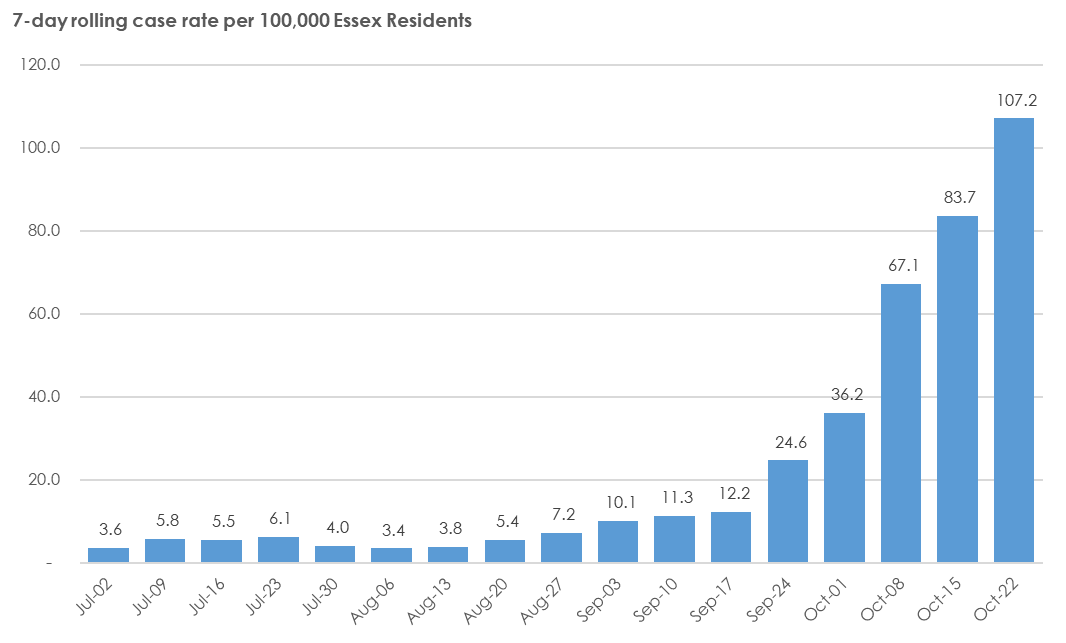 7-day rolling case rate per 100,000 Essex Residents
120.0
100.0
80.0
60.0
40.0
20.0
-
3.6
5.8
5.5
6.1
4.0
3.4
3.8
5.4
7.2
10.1
11.3
12.2
24.6
36.2
67.1
83.7
107.2
Jul-02
Jul-09
Jul-16
Jul-23
Jul-30
Aug-06
Aug-13
Aug-20
Aug-27
Sep-03
Sep-10
Sep-17
Sep-24
Oct-01
Oct-08
Oct-15
Oct-22